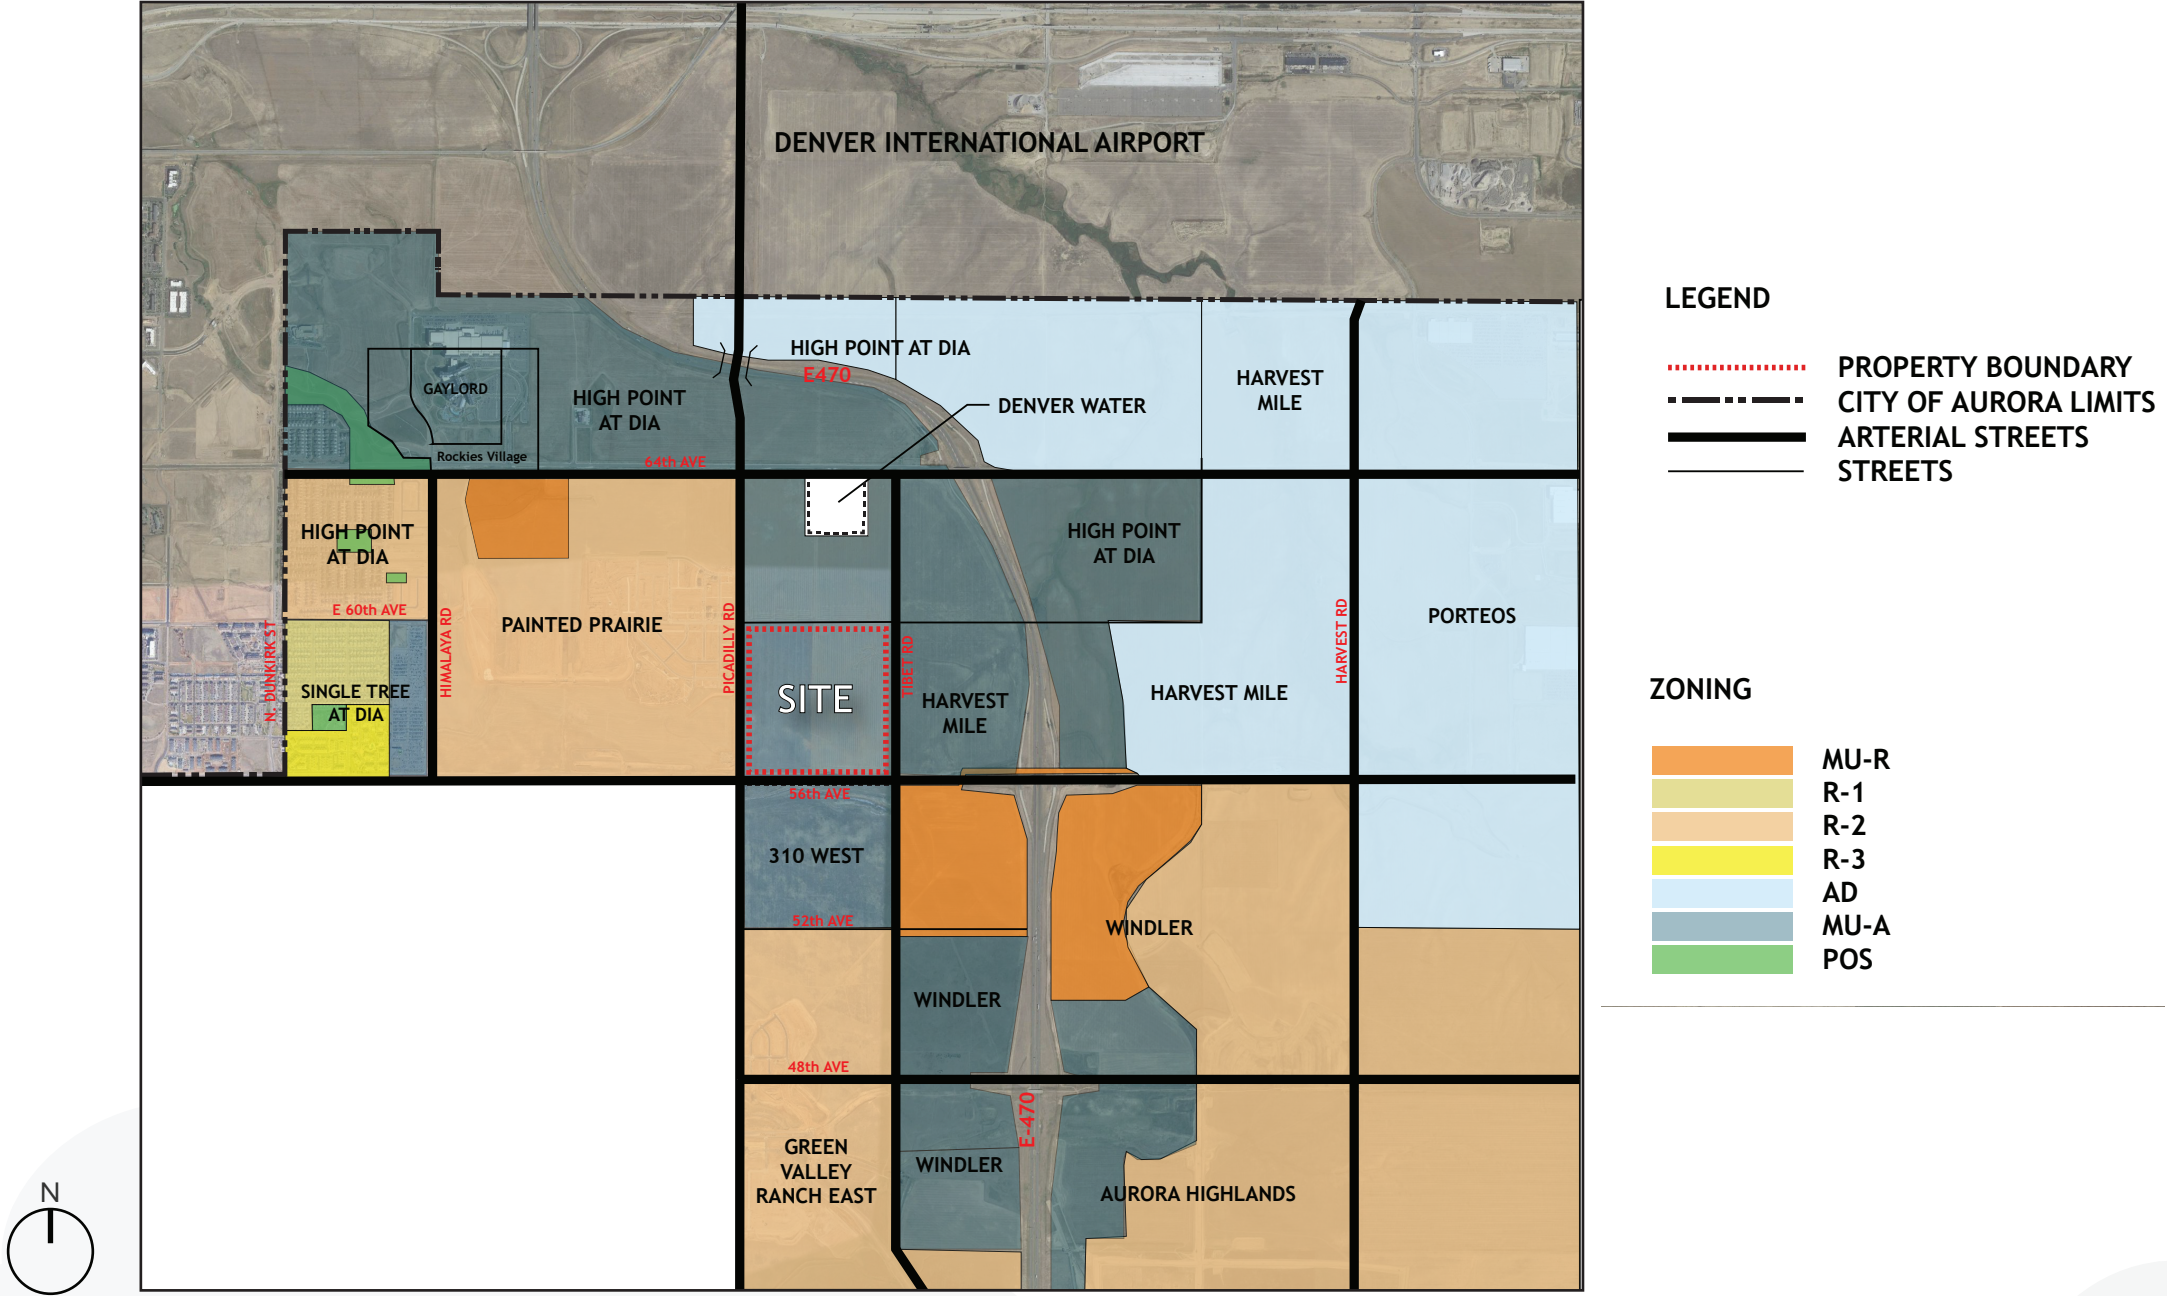 DENVER INTERNATIONAL AIRPORT
HIGH POINT AT DIA
E470
GAYLORD
HIGH POINT
AT DIA
HARVEST
MILE
DENVER WATER
Rockies Village
64th AVE
HIGH POINT
AT DIA
E 60th AVE
N. DUNKIRK ST
SINGLE TREE
AT DIA
HIMALAYA RD
PAINTED PRAIRIE
PICADILLY RD
SITE
TIBET RD
HARVEST
MILE
HIGH POINT
AT DIA
HARVEST MILE
HARVEST RD
PORTEOS
56th AVE
310 WEST
52th AVE
WINDLER
WINDLER
48th AVE
E-470
GREEN
VALLEY
RANCH EAST
WINDLER
AURORA HIGHLANDS
N
LEGEND
PROPERTY BOUNDARY
CITY OF AURORA LIMITS
ARTERIAL STREETS
STREETS
ZONING
MU-R
R-1
R-2
R-3
AD
MU-A
POS